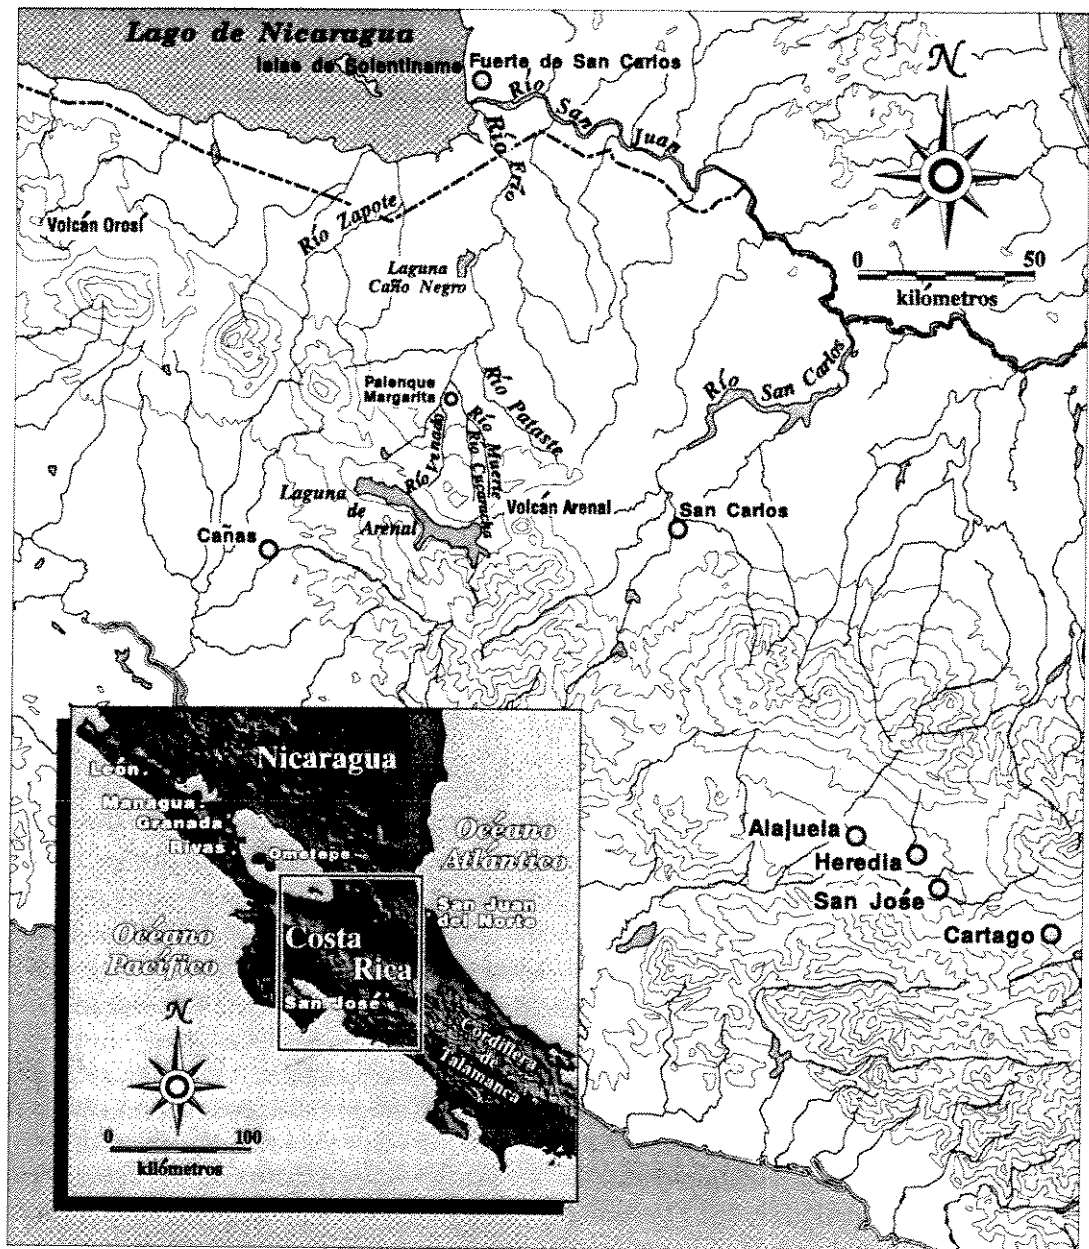 Lago de Nicaragua
Islas de Solentiname
Fuerte de San Carlos
N
Río San Juan
Río Frío
Río Zapote
Volcán Orosí
0 50
kilómetros
Laguna
Caño Negro
Río San Carlos
Palenque
Margarita
Río Pataste
Río Venado
Río Muerte
Río Cucaracha
Laguna
de
Arenal
Volcán Arenal
San Carlos
Cañas
Nicaragua
León
Managua
Granada
Rivas
Ometepe
Océano
Atlántico
San Juan
del Norte
Océano
Pacífico
Costa
Rica
San José
Cordillera
de
Talamanca
N
0 100
kilómetros
Alajuela
Heredia
San José
Cartago